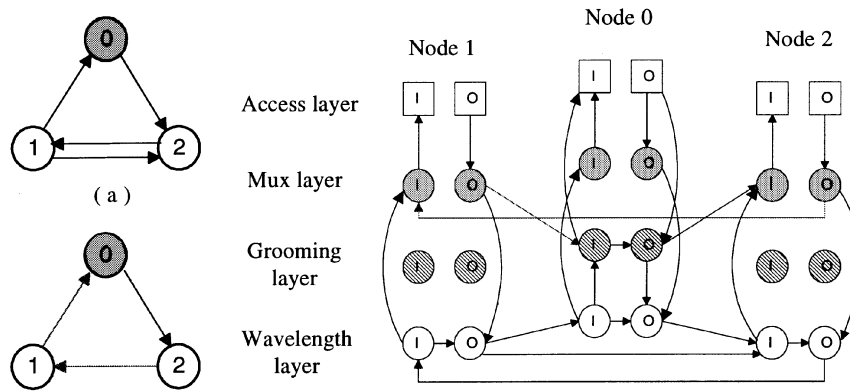 0
1
2
( a )
0
1
2
Node 1
Node 0
Node 2
Access layer
I O
I O
I O
Mux layer
I O
I O
I O
Grooming
layer
I O
I O
Wavelength
layer
I O
I O
I O